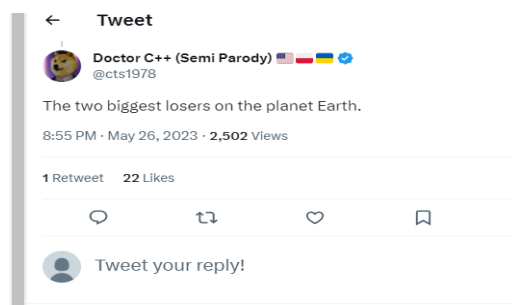 Tweet
Doctor C++ (Semi Parody)
@cts1978
The two biggest losers on the planet Earth.
8:55 PM · May 26, 2023 · 2,502 Views
1 Retweet 22 Likes
Tweet your reply!